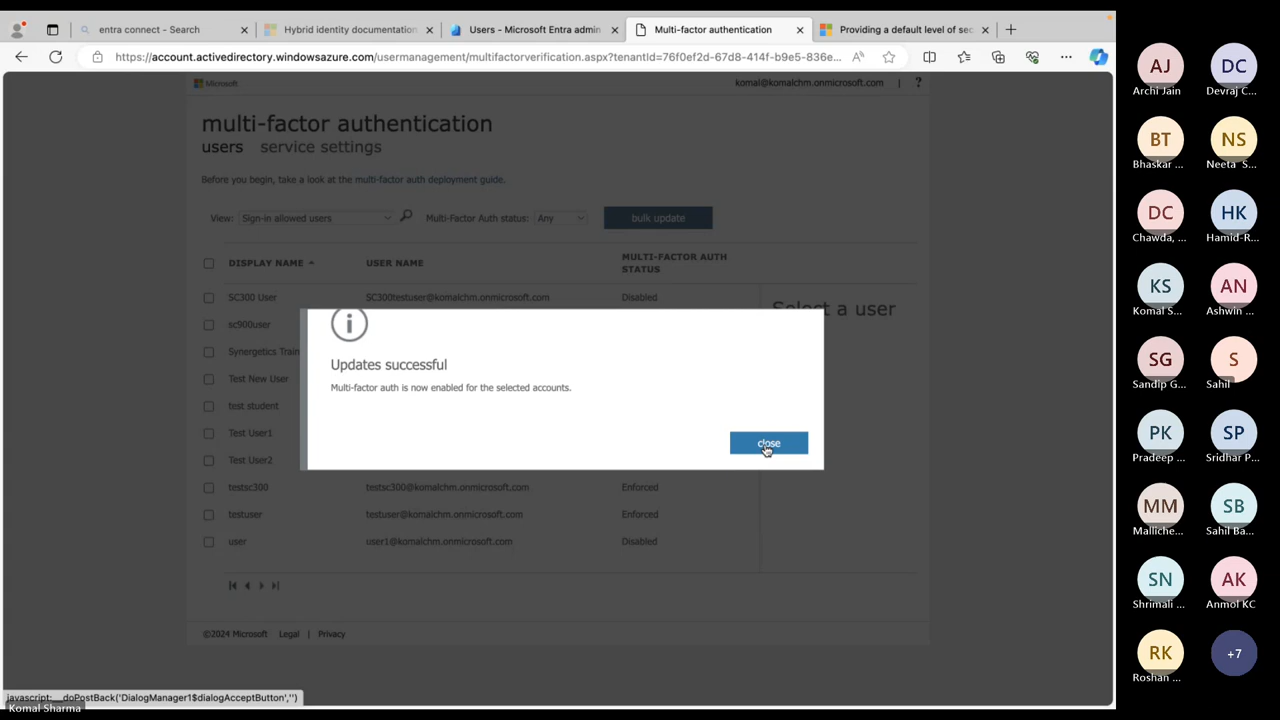 entra connect - Search
Hybrid identity documentation
Users - Microsoft Entra admin
Multi-factor authentication
Providing a default level of sec
https://account.activedirectory.windowsazure.com/usermanagement/multifactorverification.aspx?tenantId=76f0ef2d-67d8-414f-b9e5-836e...
Microsoft
komal@komalchm.onmicrosoft.com | ?
multi-factor authentication
users service settings
Before you begin, take a look at the multi-factor auth deployment guide.
View: Sign-in allowed users Multi-Factor Auth status: Any bulk update
DISPLAY NAME USER NAME MULTI-FACTOR AUTH STATUS
SC300 User SC300testuser@komalchm.onmicrosoft.com Disabled
Select a user
sc900user
Synergetics Train
Test New User
test student
Test User1
Test User2
Updates successful
Multi-factor auth is now enabled for the selected accounts.
close
testsc300 testsc300@komalchm.onmicrosoft.com Enforced
testuser testuser@komalchm.onmicrosoft.com Enforced
user user1@komalchm.onmicrosoft.com Disabled
©2024 Microsoft Legal | Privacy
javascript:__doPostBack('DialogManager1$dialogAcceptButton','')
Komal Sharma
AJ DC
Archi Jain Devraj C...
BT NS
Bhaskar ... Neeta S...
DC HK
Chawda, ... Hamid-R...
KS AN
Komal S... Ashwin ...
SG S
Sandip G... Sahil
PK SP
Pradeep ... Sridhar P...
MM SB
Malliche... Sahil Ba...
SN AK
Shrimali ... Anmol KC
RK +7
Roshan ...